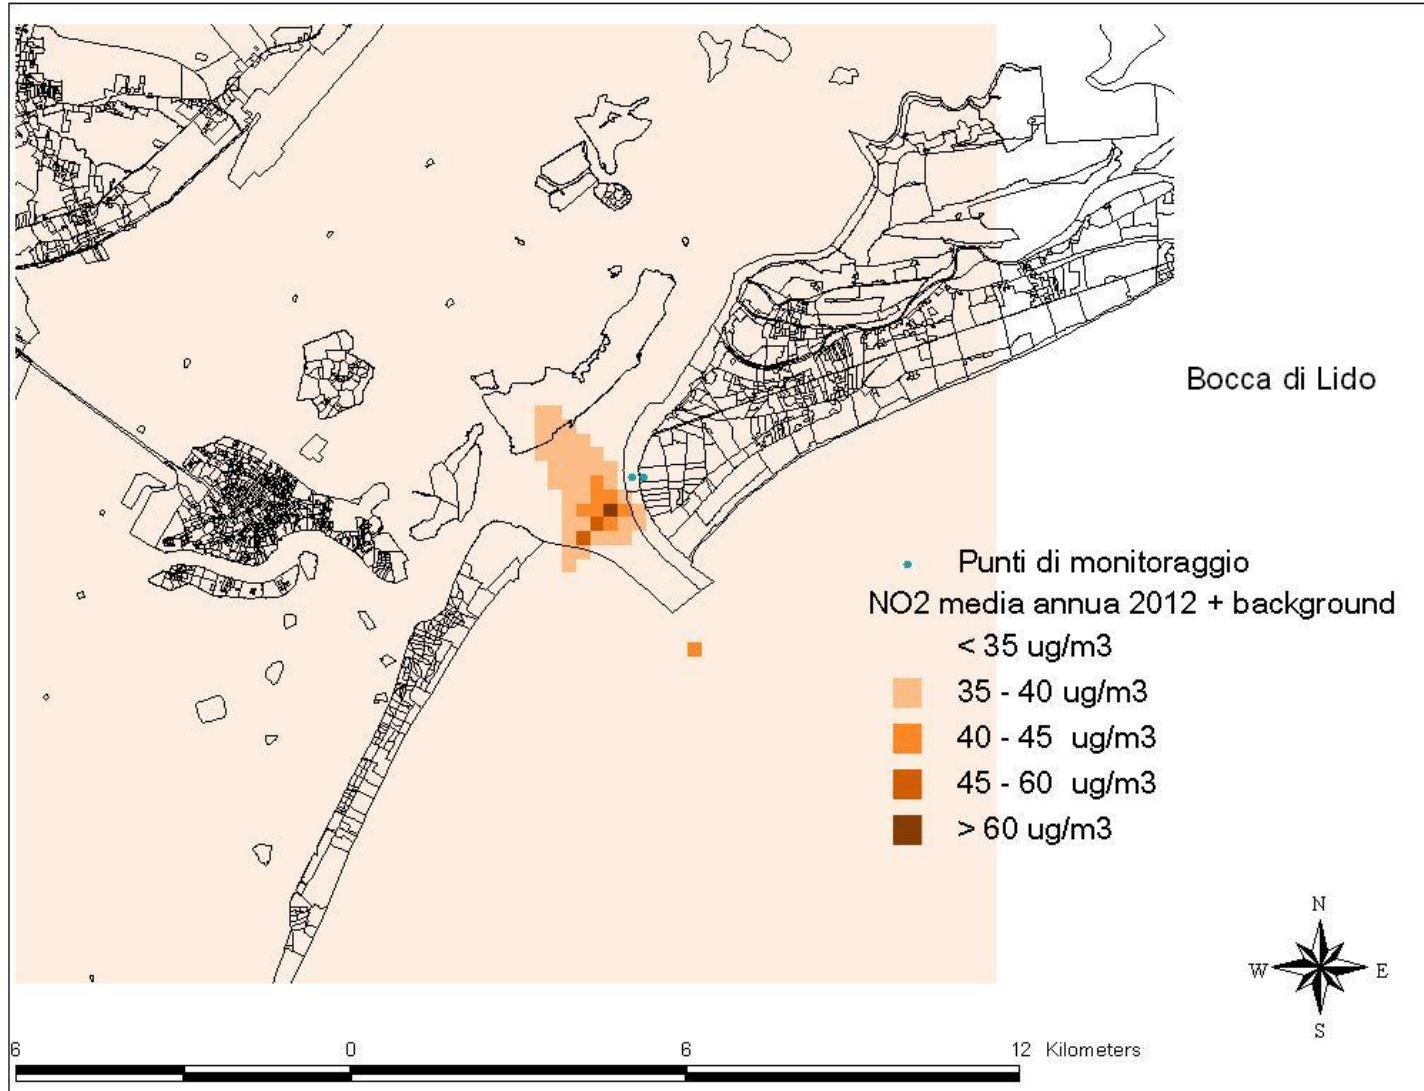 Bocca di Lido
Punti di monitoraggio
NO2 media annua 2012 + background
< 35 ug/m3
35 - 40 ug/m3
40 - 45 ug/m3
45 - 60 ug/m3
> 60 ug/m3
N
W E
S
6 0 6 12 Kilometers